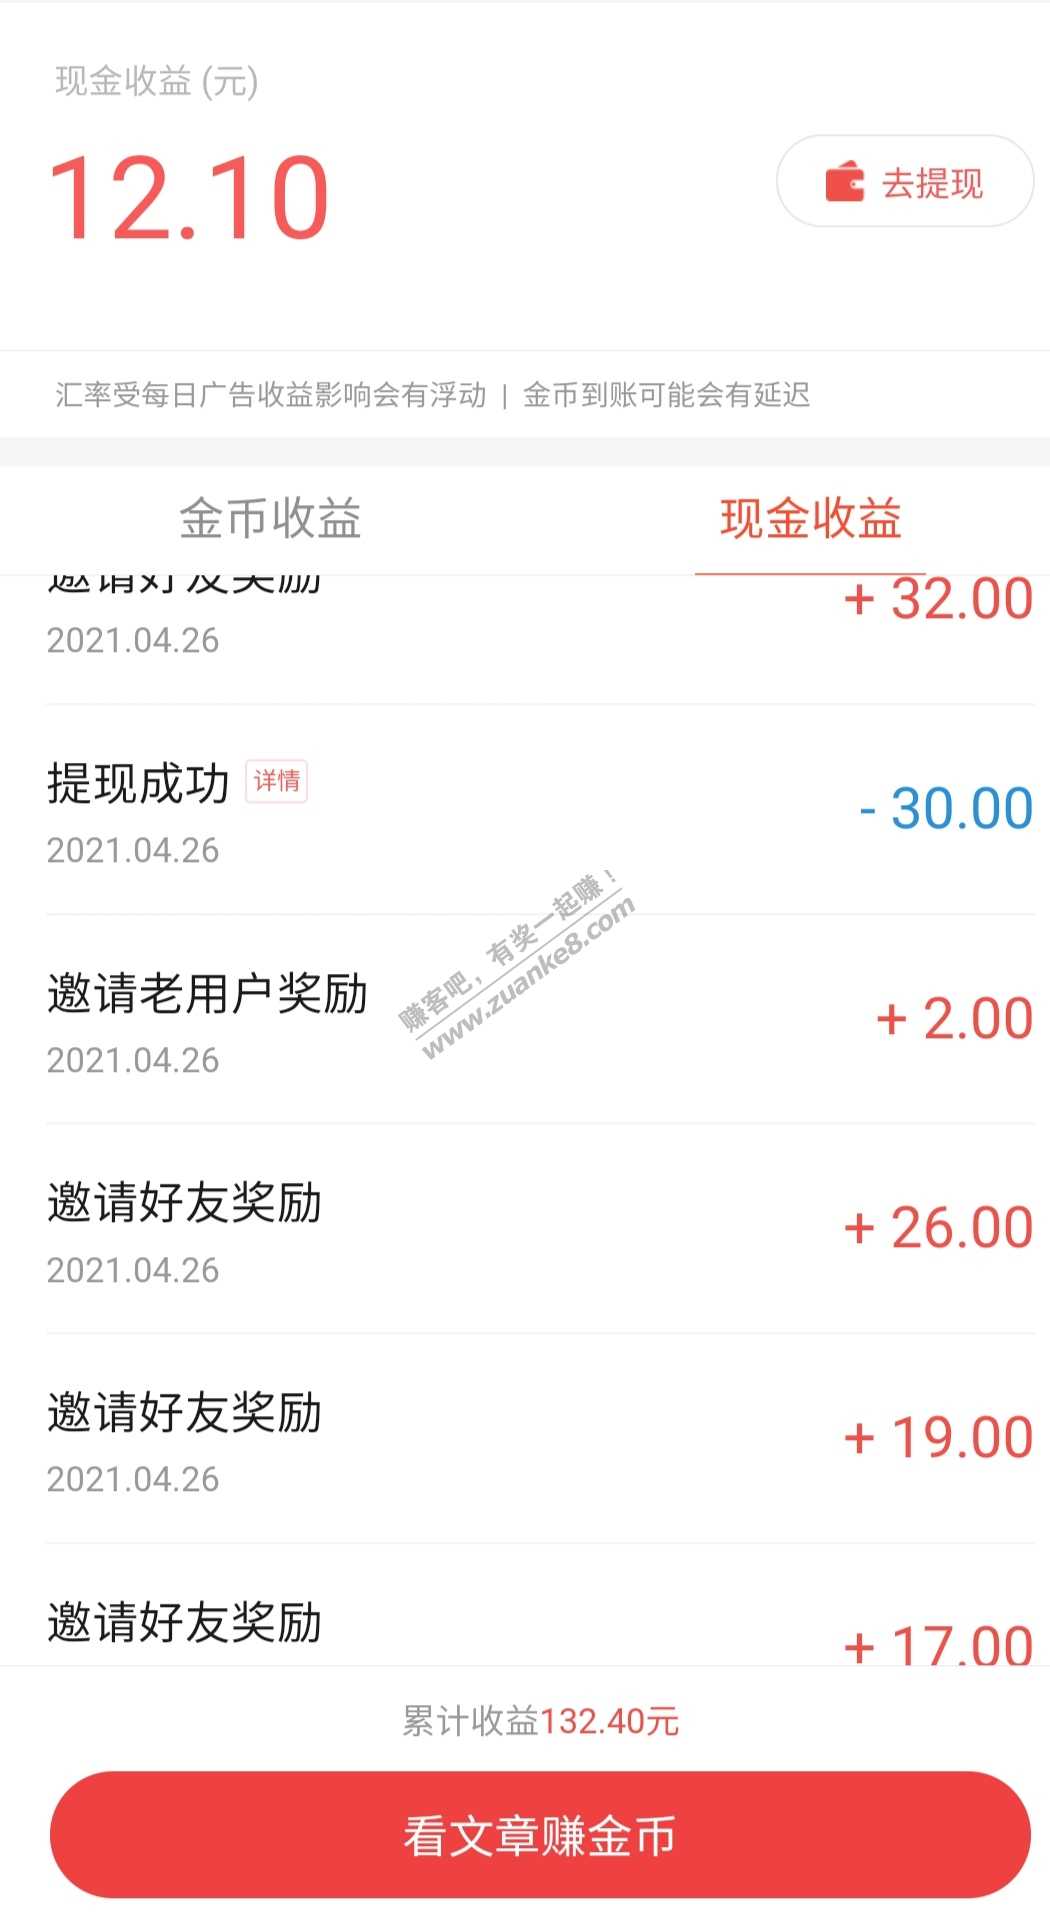 现金收益 (元)
12.10
去提现
汇率受每日广告收益影响会有浮动 | 金币到账可能会有延迟
金币收益
现金收益
邀请好友奖励
+ 32.00
2021.04.26
提现成功 详情
- 30.00
2021.04.26
赚客吧，有奖一起赚！
www.zuanke8.com
邀请老用户奖励
+ 2.00
2021.04.26
邀请好友奖励
+ 26.00
2021.04.26
邀请好友奖励
+ 19.00
2021.04.26
邀请好友奖励
+ 17.00
累计收益132.40元
看文章赚金币